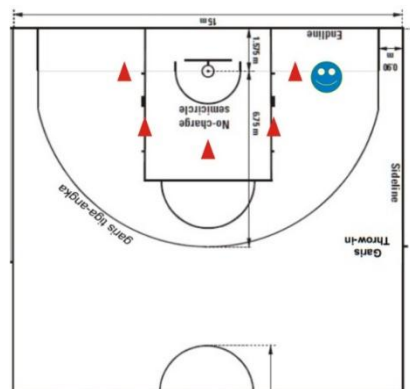 15 m
Endline
1.575 m
0.90 m
No-charge
semicircle
6.75 m
Sideline
garis tiga-angka
Garis
Throw-in